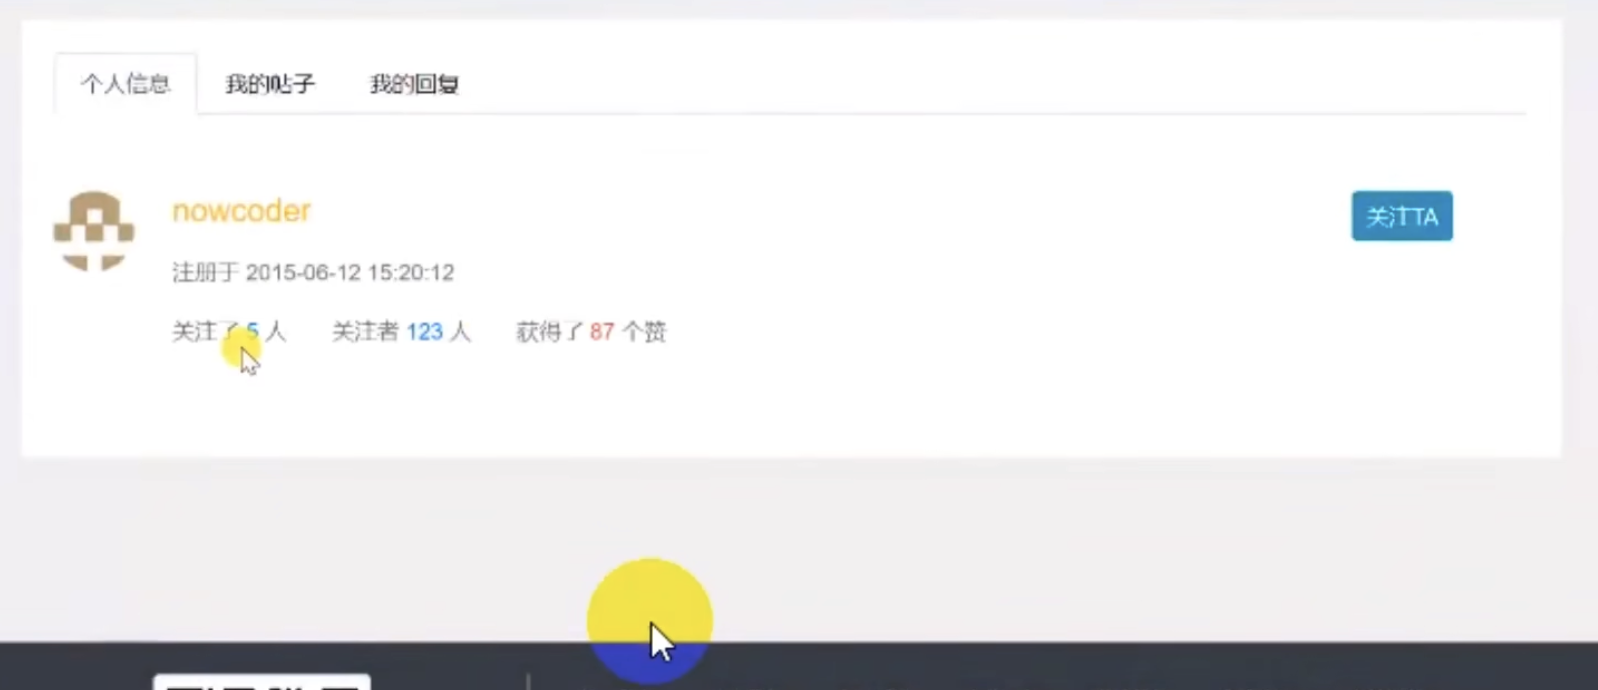 个人信息 我的帖子 我的回复
nowcoder
关注TA
注册于 2015-06-12 15:20:12
关注了 5 人 关注者 123 人 获得了 87 个赞